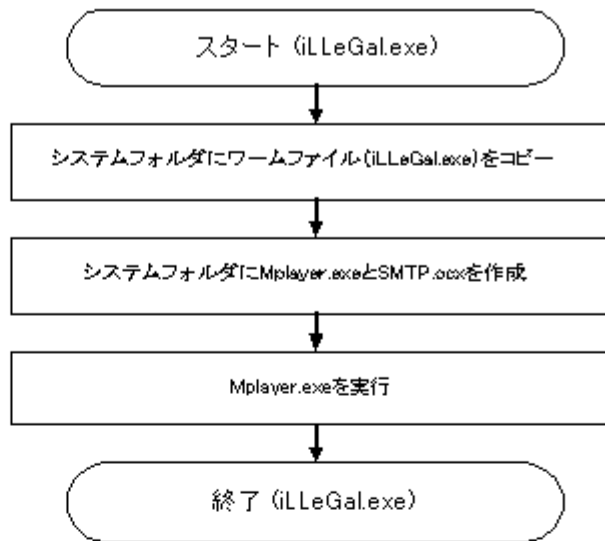 スタート (iLLeGal.exe)
システムフォルダにワームファイル(iLLeGal.exe)をコピー
システムフォルダにMplayer.exeとSMTP.ocxを作成
Mplayer.exeを実行
終了 (iLLeGal.exe)